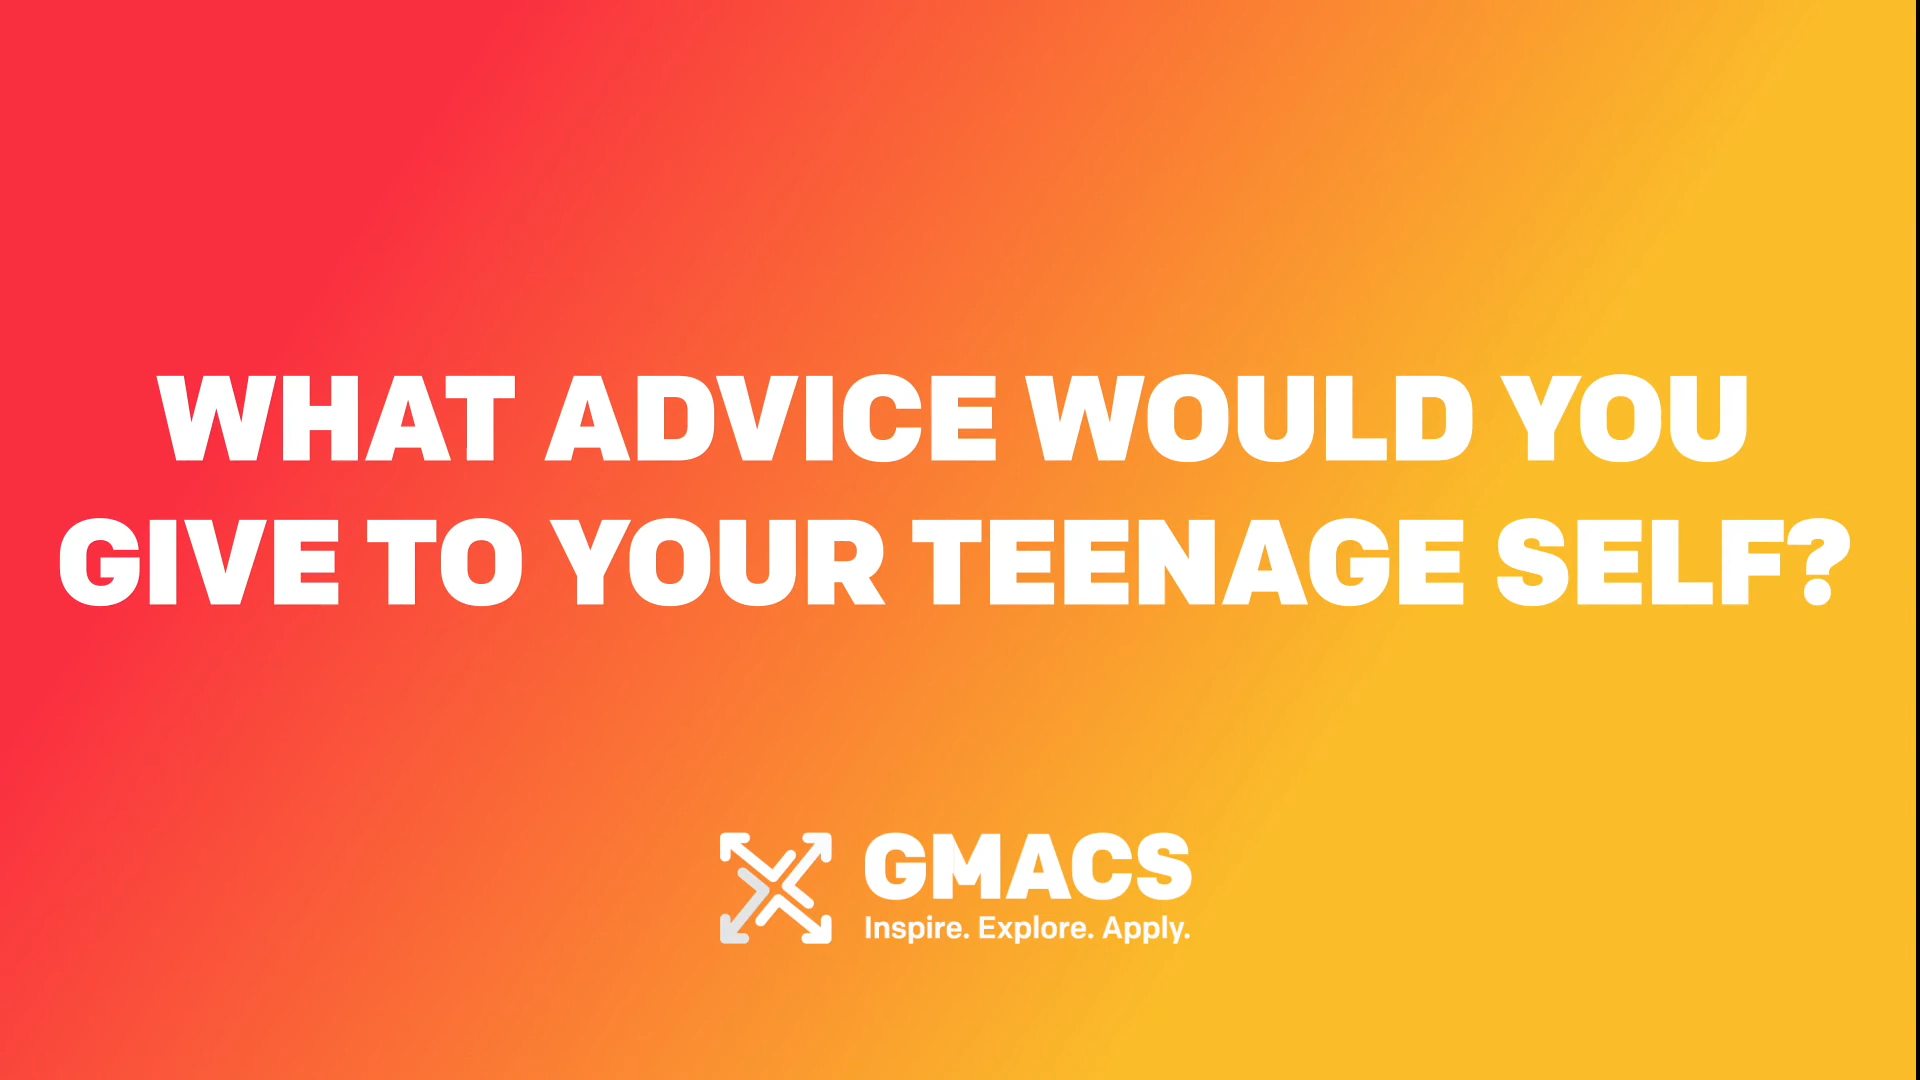 WHAT ADVICE WOULD YOU
GIVE TO YOUR TEENAGE SELF?
GMACS
Inspire. Explore. Apply.